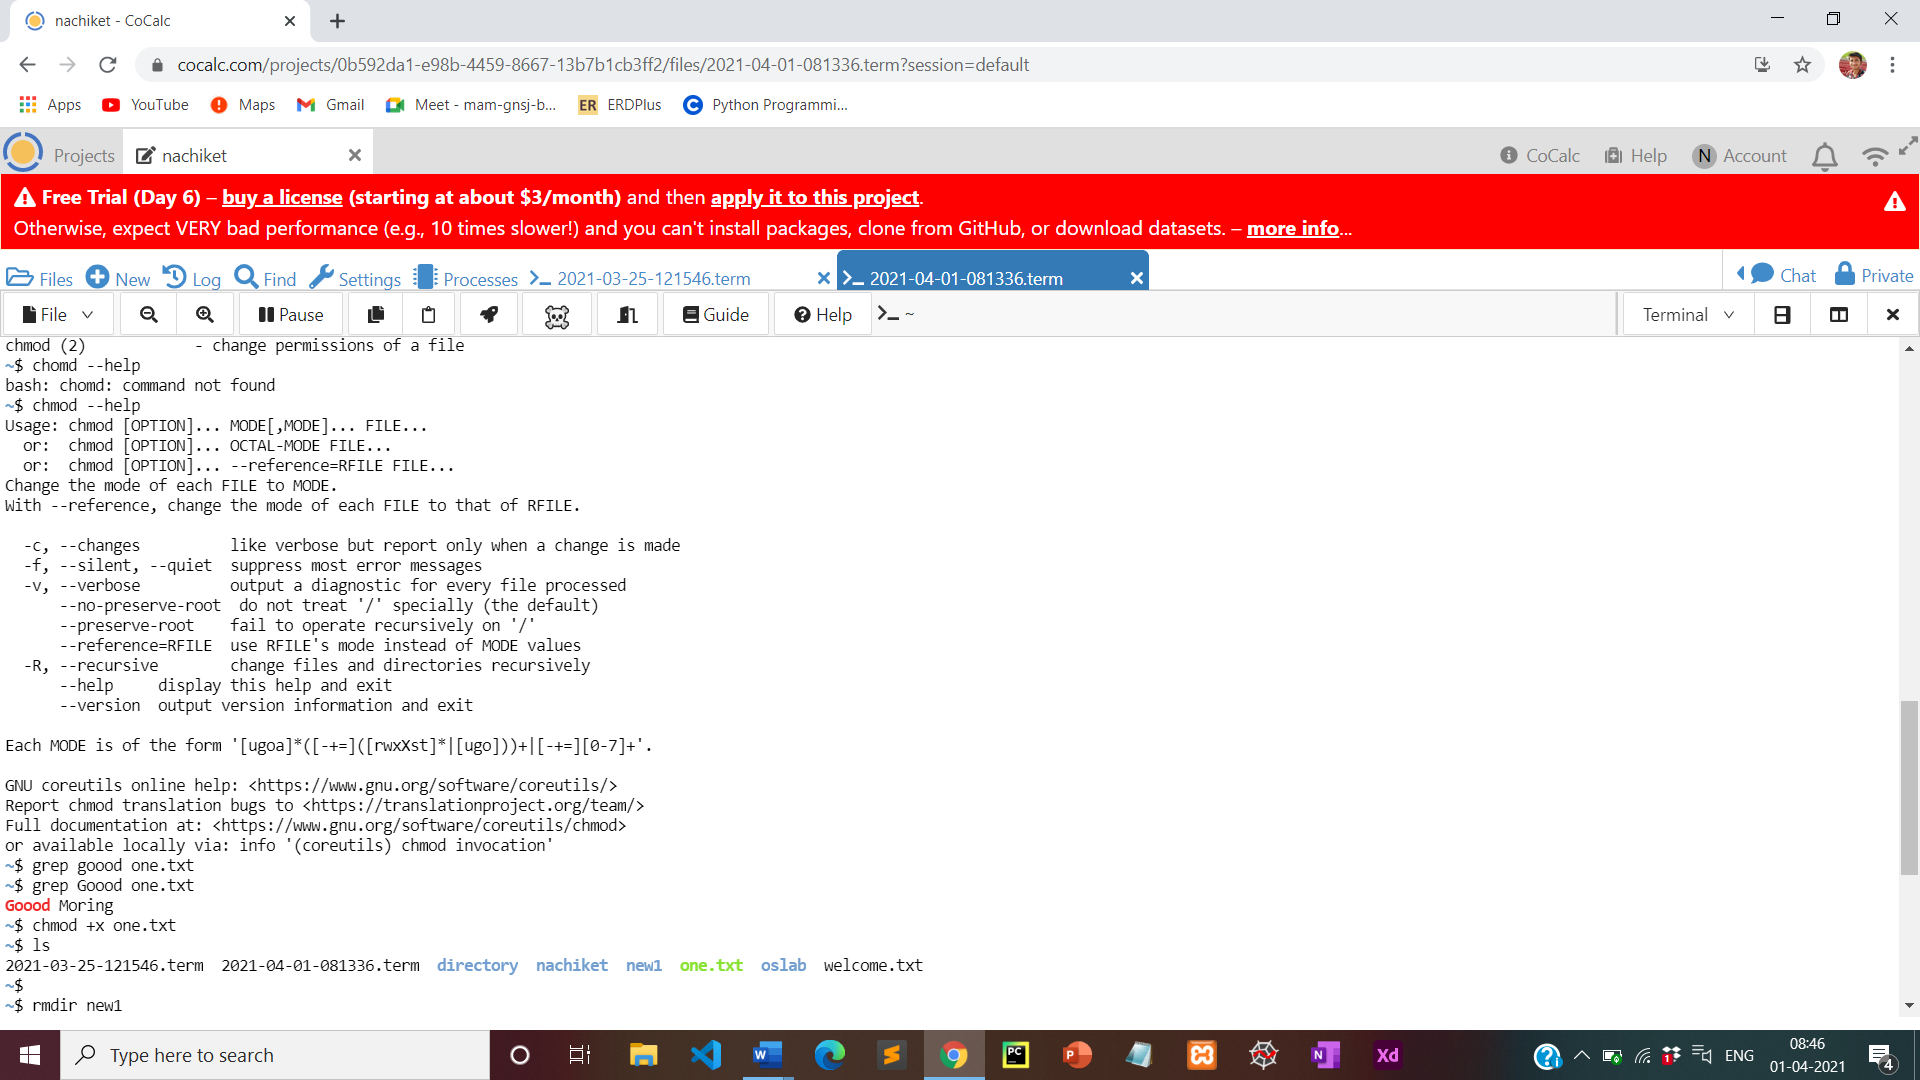 nachiket - CoCalc
cocalc.com/projects/0b592da1-e98b-4459-8667-13b7b1cb3ff2/files/2021-04-01-081336.term?session=default
Apps YouTube Maps Gmail Meet - mam-gnsj-b... ER ERDPlus C Python Programmi...
Projects nachiket CoCalc Help N Account
Free Trial (Day 6) – buy a license (starting at about $3/month) and then apply it to this project.
Otherwise, expect VERY bad performance (e.g., 10 times slower!) and you can't install packages, clone from GitHub, or download datasets. – more info...
Files New Log Find Settings Processes 2021-03-25-121546.term 2021-04-01-081336.term Chat Private
File Pause Guide Help ~ Terminal
chmod (2)            - change permissions of a file
~$ chomd --help
bash: chomd: command not found
~$ chmod --help
Usage: chmod [OPTION]... MODE[,MODE]... FILE...
  or:  chmod [OPTION]... OCTAL-MODE FILE...
  or:  chmod [OPTION]... --reference=RFILE FILE...
Change the mode of each FILE to MODE.
With --reference, change the mode of each FILE to that of RFILE.
  -c, --changes          like verbose but report only when a change is made
  -f, --silent, --quiet  suppress most error messages
  -v, --verbose          output a diagnostic for every file processed
      --no-preserve-root  do not treat '/' specially (the default)
      --preserve-root    fail to operate recursively on '/'
      --reference=RFILE  use RFILE's mode instead of MODE values
  -R, --recursive        change files and directories recursively
      --help     display this help and exit
      --version  output version information and exit
Each MODE is of the form '[ugoa]*([-+=]([rwxXst]*|[ugo]))+|[-+=][0-7]+'.
GNU coreutils online help: <https://www.gnu.org/software/coreutils/>
Report chmod translation bugs to <https://translationproject.org/team/>
Full documentation at: <https://www.gnu.org/software/coreutils/chmod>
or available locally via: info '(coreutils) chmod invocation'
~$ grep goood one.txt
~$ grep Goood one.txt
Goood Moring
~$ chmod +x one.txt
~$ ls
2021-03-25-121546.term  2021-04-01-081336.term  directory  nachiket  new1  one.txt  oslab  welcome.txt
~$
~$ rmdir new1
Type here to search PC P N Xd 1 ENG 08:46
01-04-2021 4